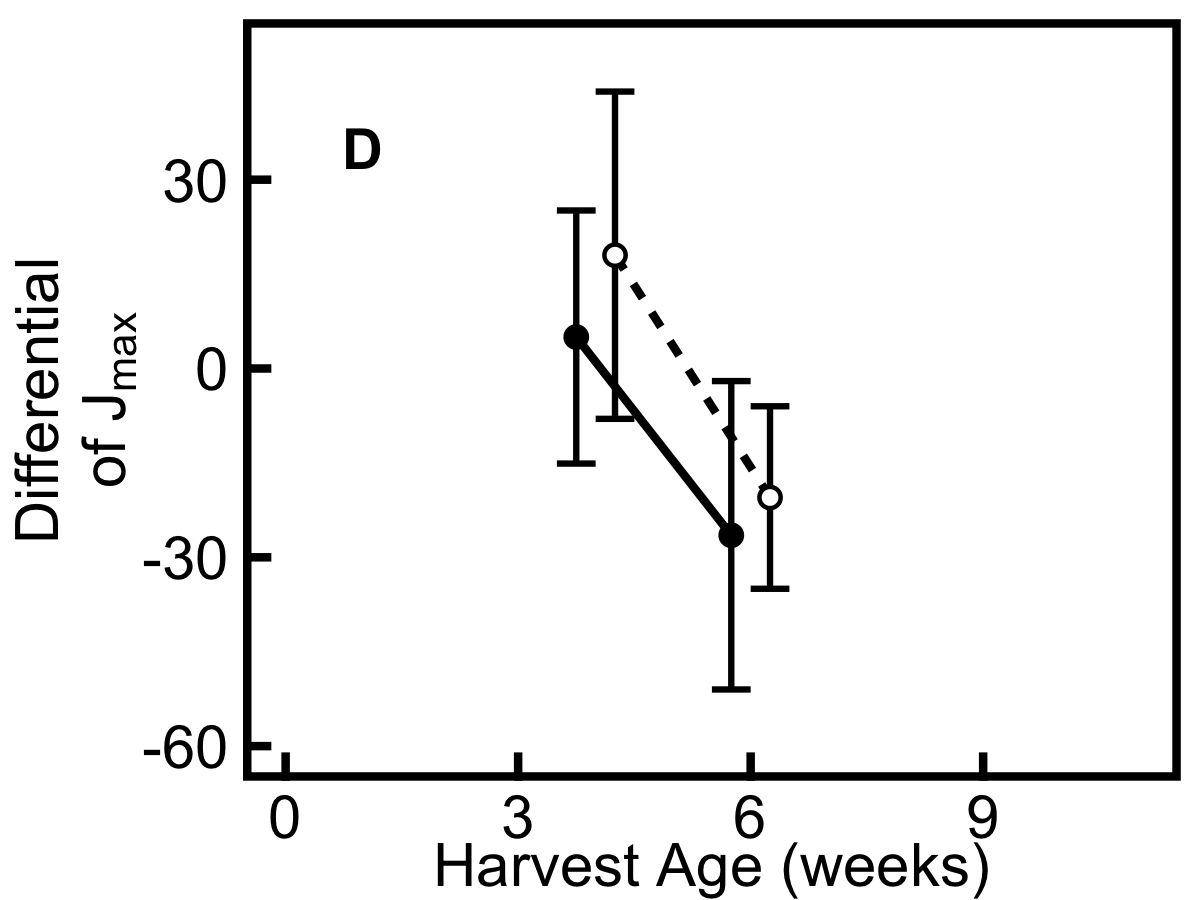 D
30
0
-30
-60
Differential
of Jmax
0 3 6 9
Harvest Age (weeks)